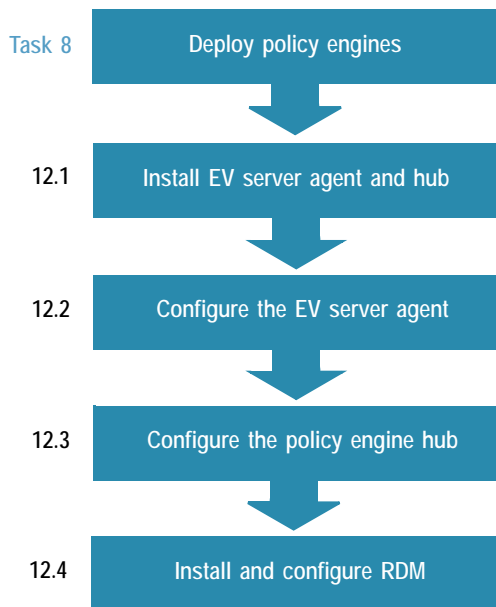 Task 8 Deploy policy engines
12.1 Install EV server agent and hub
12.2 Configure the EV server agent
12.3 Configure the policy engine hub
12.4 Install and configure RDM